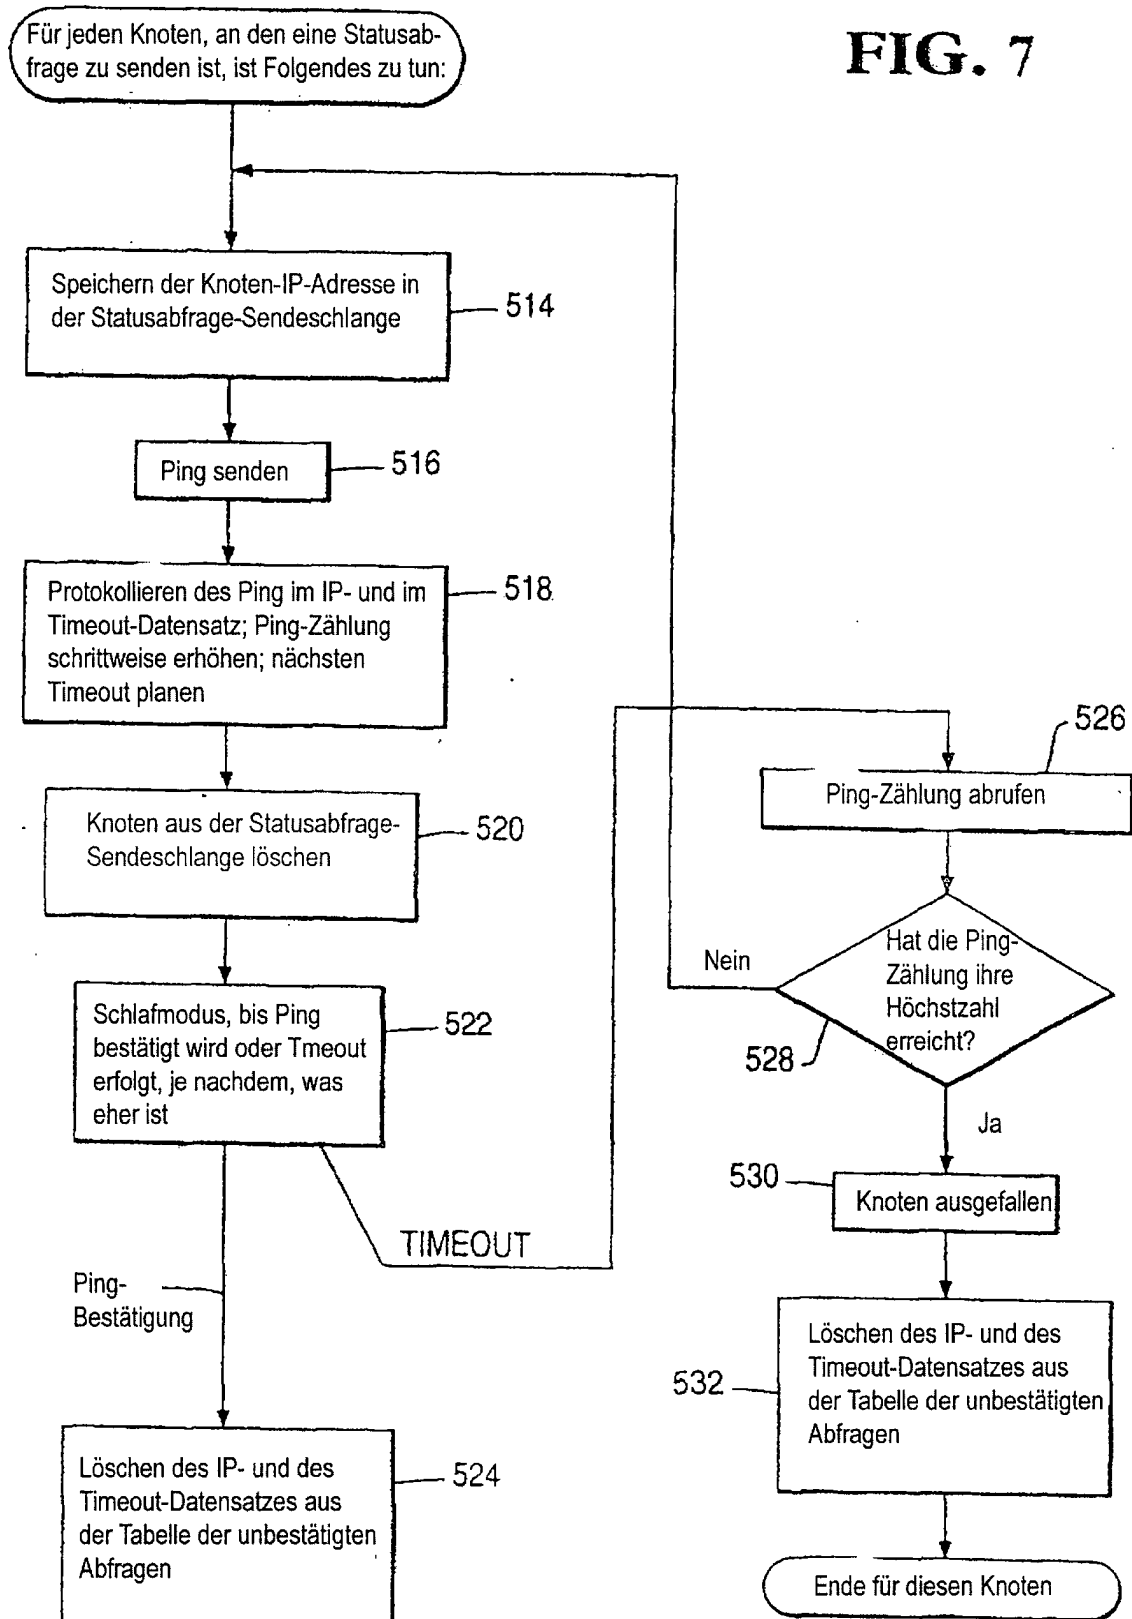 FIG. 7
Für jeden Knoten, an den eine Statusab-
frage zu senden ist, ist Folgendes zu tun:
Speichern der Knoten-IP-Adresse in
der Statusabfrage-Sendeschlange
514
Ping senden
516
Protokollieren des Ping im IP- und im
Timeout-Datensatz; Ping-Zählung
schrittweise erhöhen; nächsten
Timeout planen
518
Knoten aus der Statusabfrage-
Sendeschlange löschen
520
Schlafmodus, bis Ping
bestätigt wird oder Tmeout
erfolgt, je nachdem, was
eher ist
522
TIMEOUT
Ping-
Bestätigung
Löschen des IP- und des
Timeout-Datensatzes aus
der Tabelle der unbestätigten
Abfragen
524
526
Ping-Zählung abrufen
Hat die Ping-
Zählung ihre
Höchstzahl
erreicht?
528
Nein
Ja
530
Knoten ausgefallen
Löschen des IP- und des
Timeout-Datensatzes aus
der Tabelle der unbestätigten
Abfragen
532
Ende für diesen Knoten